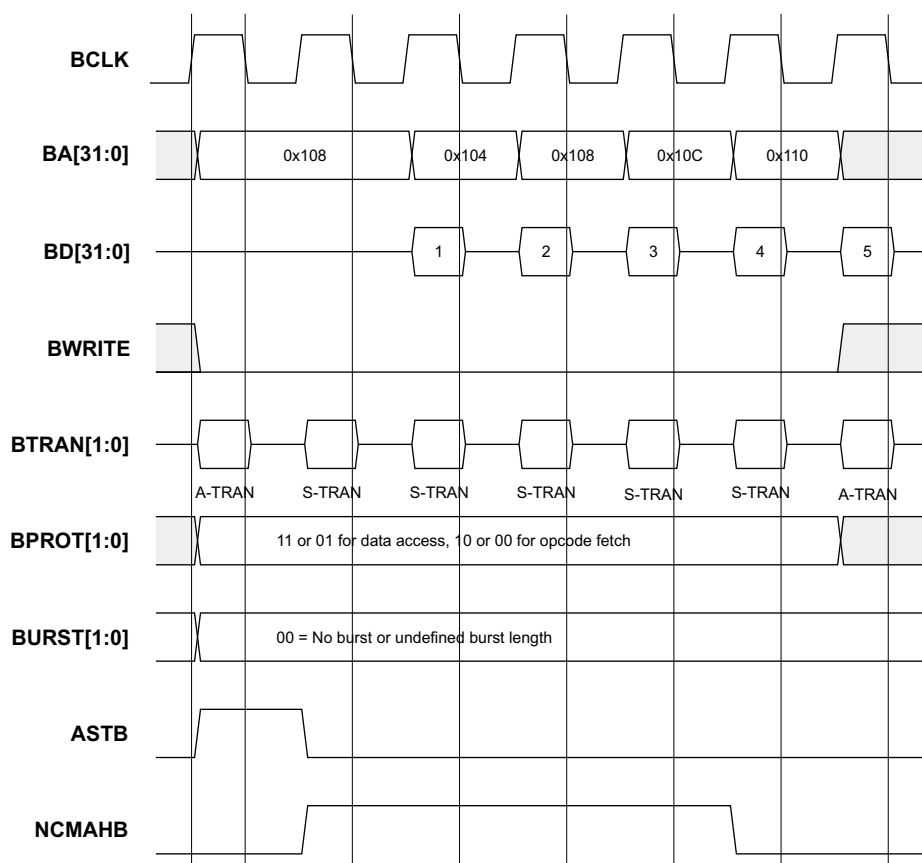 BCLK
BA[31:0] 0x108 0x104 0x108 0x10C 0x110
BD[31:0] 1 2 3 4 5
BWRITE
BTRAN[1:0]
A-TRAN S-TRAN S-TRAN S-TRAN S-TRAN S-TRAN A-TRAN
BPROT[1:0] 11 or 01 for data access, 10 or 00 for opcode fetch
BURST[1:0] 00 = No burst or undefined burst length
ASTB
NCMAHB